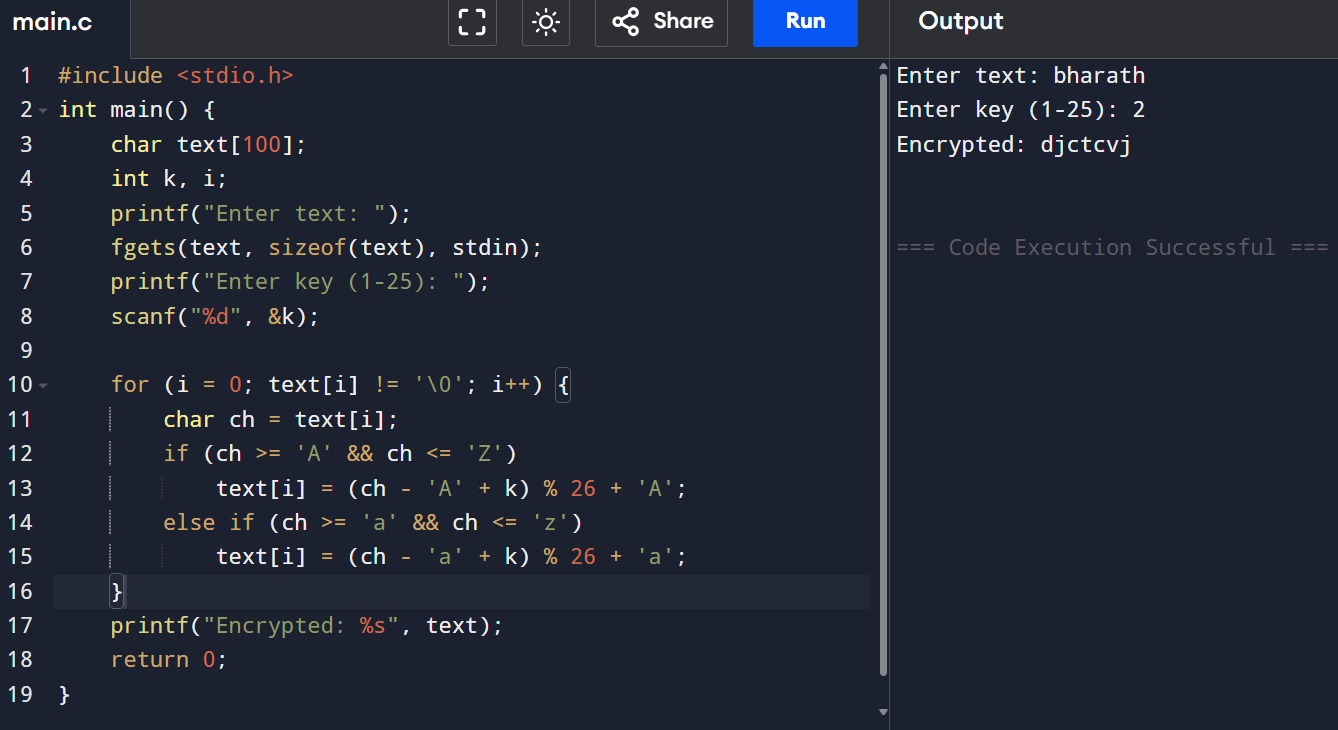 main.c
Share
Run
Output
1 #include <stdio.h>
2 int main() {
3     char text[100];
4     int k, i;
5     printf("Enter text: ");
6     fgets(text, sizeof(text), stdin);
7     printf("Enter key (1-25): ");
8     scanf("%d", &k);
9
10     for (i = 0; text[i] != '\0'; i++) {
11         char ch = text[i];
12         if (ch >= 'A' && ch <= 'Z')
13             text[i] = (ch - 'A' + k) % 26 + 'A';
14         else if (ch >= 'a' && ch <= 'z')
15             text[i] = (ch - 'a' + k) % 26 + 'a';
16     }
17     printf("Encrypted: %s", text);
18     return 0;
19 }
Enter text: bharath
Enter key (1-25): 2
Encrypted: djctcvj
=== Code Execution Successful ===